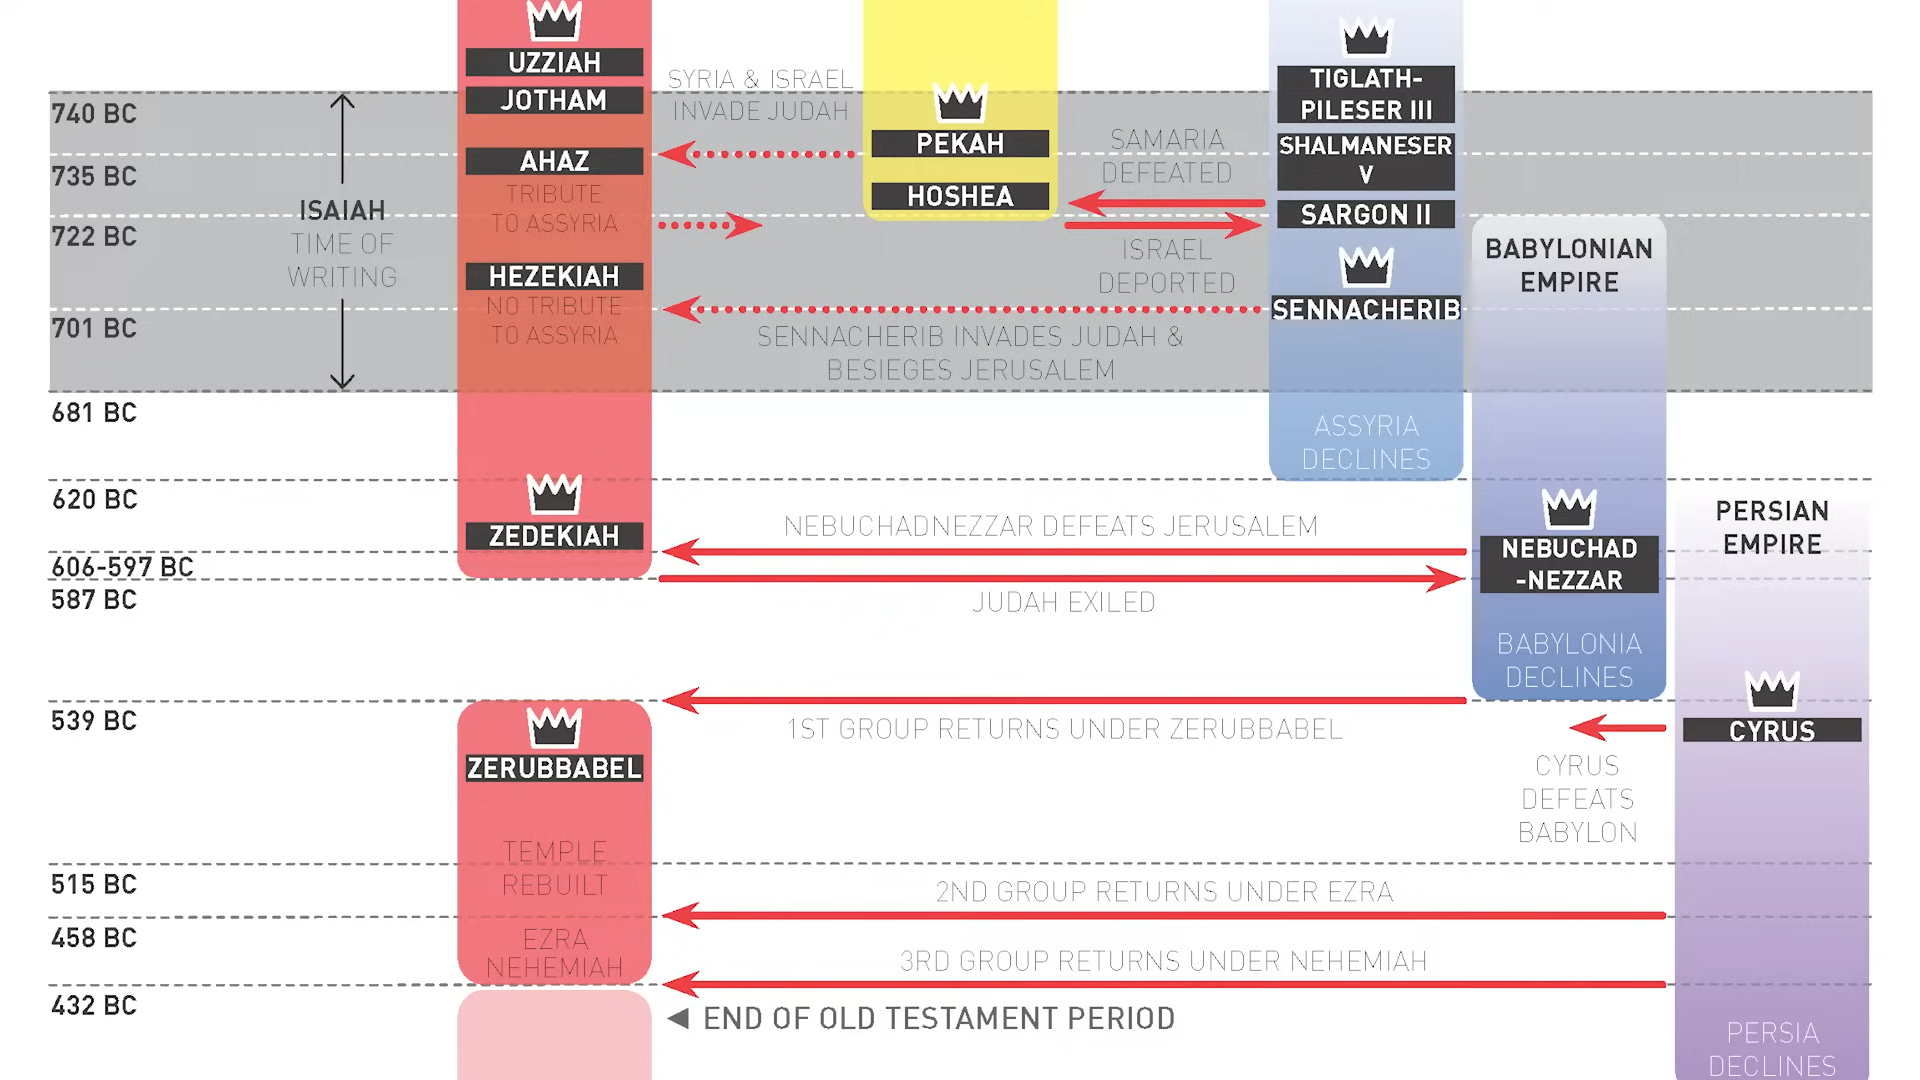 UZZIAH
JOTHAM
SYRIA & ISRAEL
INVADE JUDAH
TIGLATH-
PILESER III
740 BC
PEKAH
SAMARIA
DEFEATED
SHALMANESER
V
735 BC
AHAZ
TRIBUTE
TO ASSYRIA
HOSHEA
SARGON II
ISAIAH
TIME OF
WRITING
722 BC
ISRAEL
DEPORTED
BABYLONIAN
EMPIRE
HEZEKIAH
NO TRIBUTE
TO ASSYRIA
SENNACHERIB
701 BC
SENNACHERIB INVADES JUDAH &
BESIEGES JERUSALEM
681 BC
ASSYRIA
DECLINES
620 BC
ZEDEKIAH
NEBUCHADNEZZAR DEFEATS JERUSALEM
NEBUCHAD
-NEZZAR
PERSIAN
EMPIRE
606-597 BC
587 BC
JUDAH EXILED
BABYLONIA
DECLINES
539 BC
1ST GROUP RETURNS UNDER ZERUBBABEL
CYRUS
ZERUBBABEL
CYRUS
DEFEATS
BABYLON
TEMPLE
REBUILT
515 BC
2ND GROUP RETURNS UNDER EZRA
458 BC
EZRA
NEHEMIAH
3RD GROUP RETURNS UNDER NEHEMIAH
432 BC
◄ END OF OLD TESTAMENT PERIOD
PERSIA
DECLINES